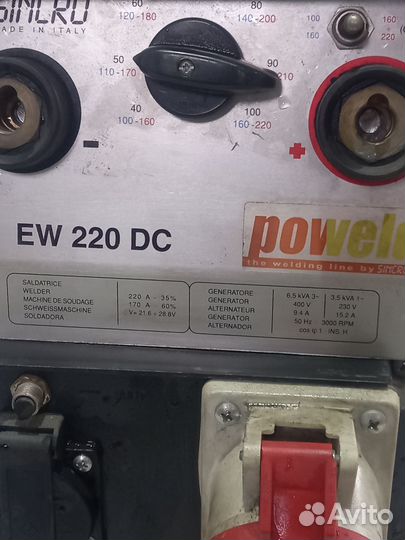 SINCRO
MADE IN ITALY
60
120-180
80
140-200
100
160
160
220
50
110-170
90
210
40
100-160
100
160-220
-
+
EW 220 DC
powel
the welding line by SINCRO
SALDATRICE
WELDER
MACHINE DE SOUDAGE
SCHWEISSMASCHINE
SOLDADORA
220 A - 35%
170 A - 60%
V= 21.6 ÷ 28.8V
GENERATORE
GENERATOR
ALTERNATEUR
GENERATOR
ALTERNADOR
6,5 kVA 3~ 3,5 kVA 1~
400 V 230 V
9.4 A 15.2 A
50 Hz 3000 RPM
cos φ 1 INS. H
Avito